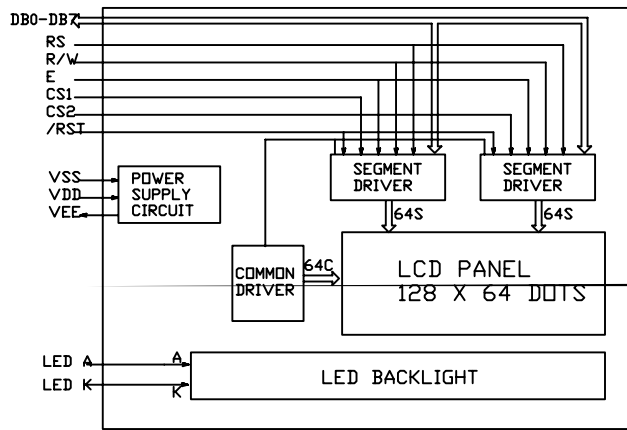 DB0-DB7
RS
R/W
E
CS1
CS2
/RST
SEGMENT
DRIVER
SEGMENT
DRIVER
VSS
VDD
VEE
POWER
SUPPLY
CIRCUIT
64S
64S
COMMON
DRIVER
64C
LCD PANEL
128 X 64 DOTS
LED A
A
LED K
K
LED BACKLIGHT